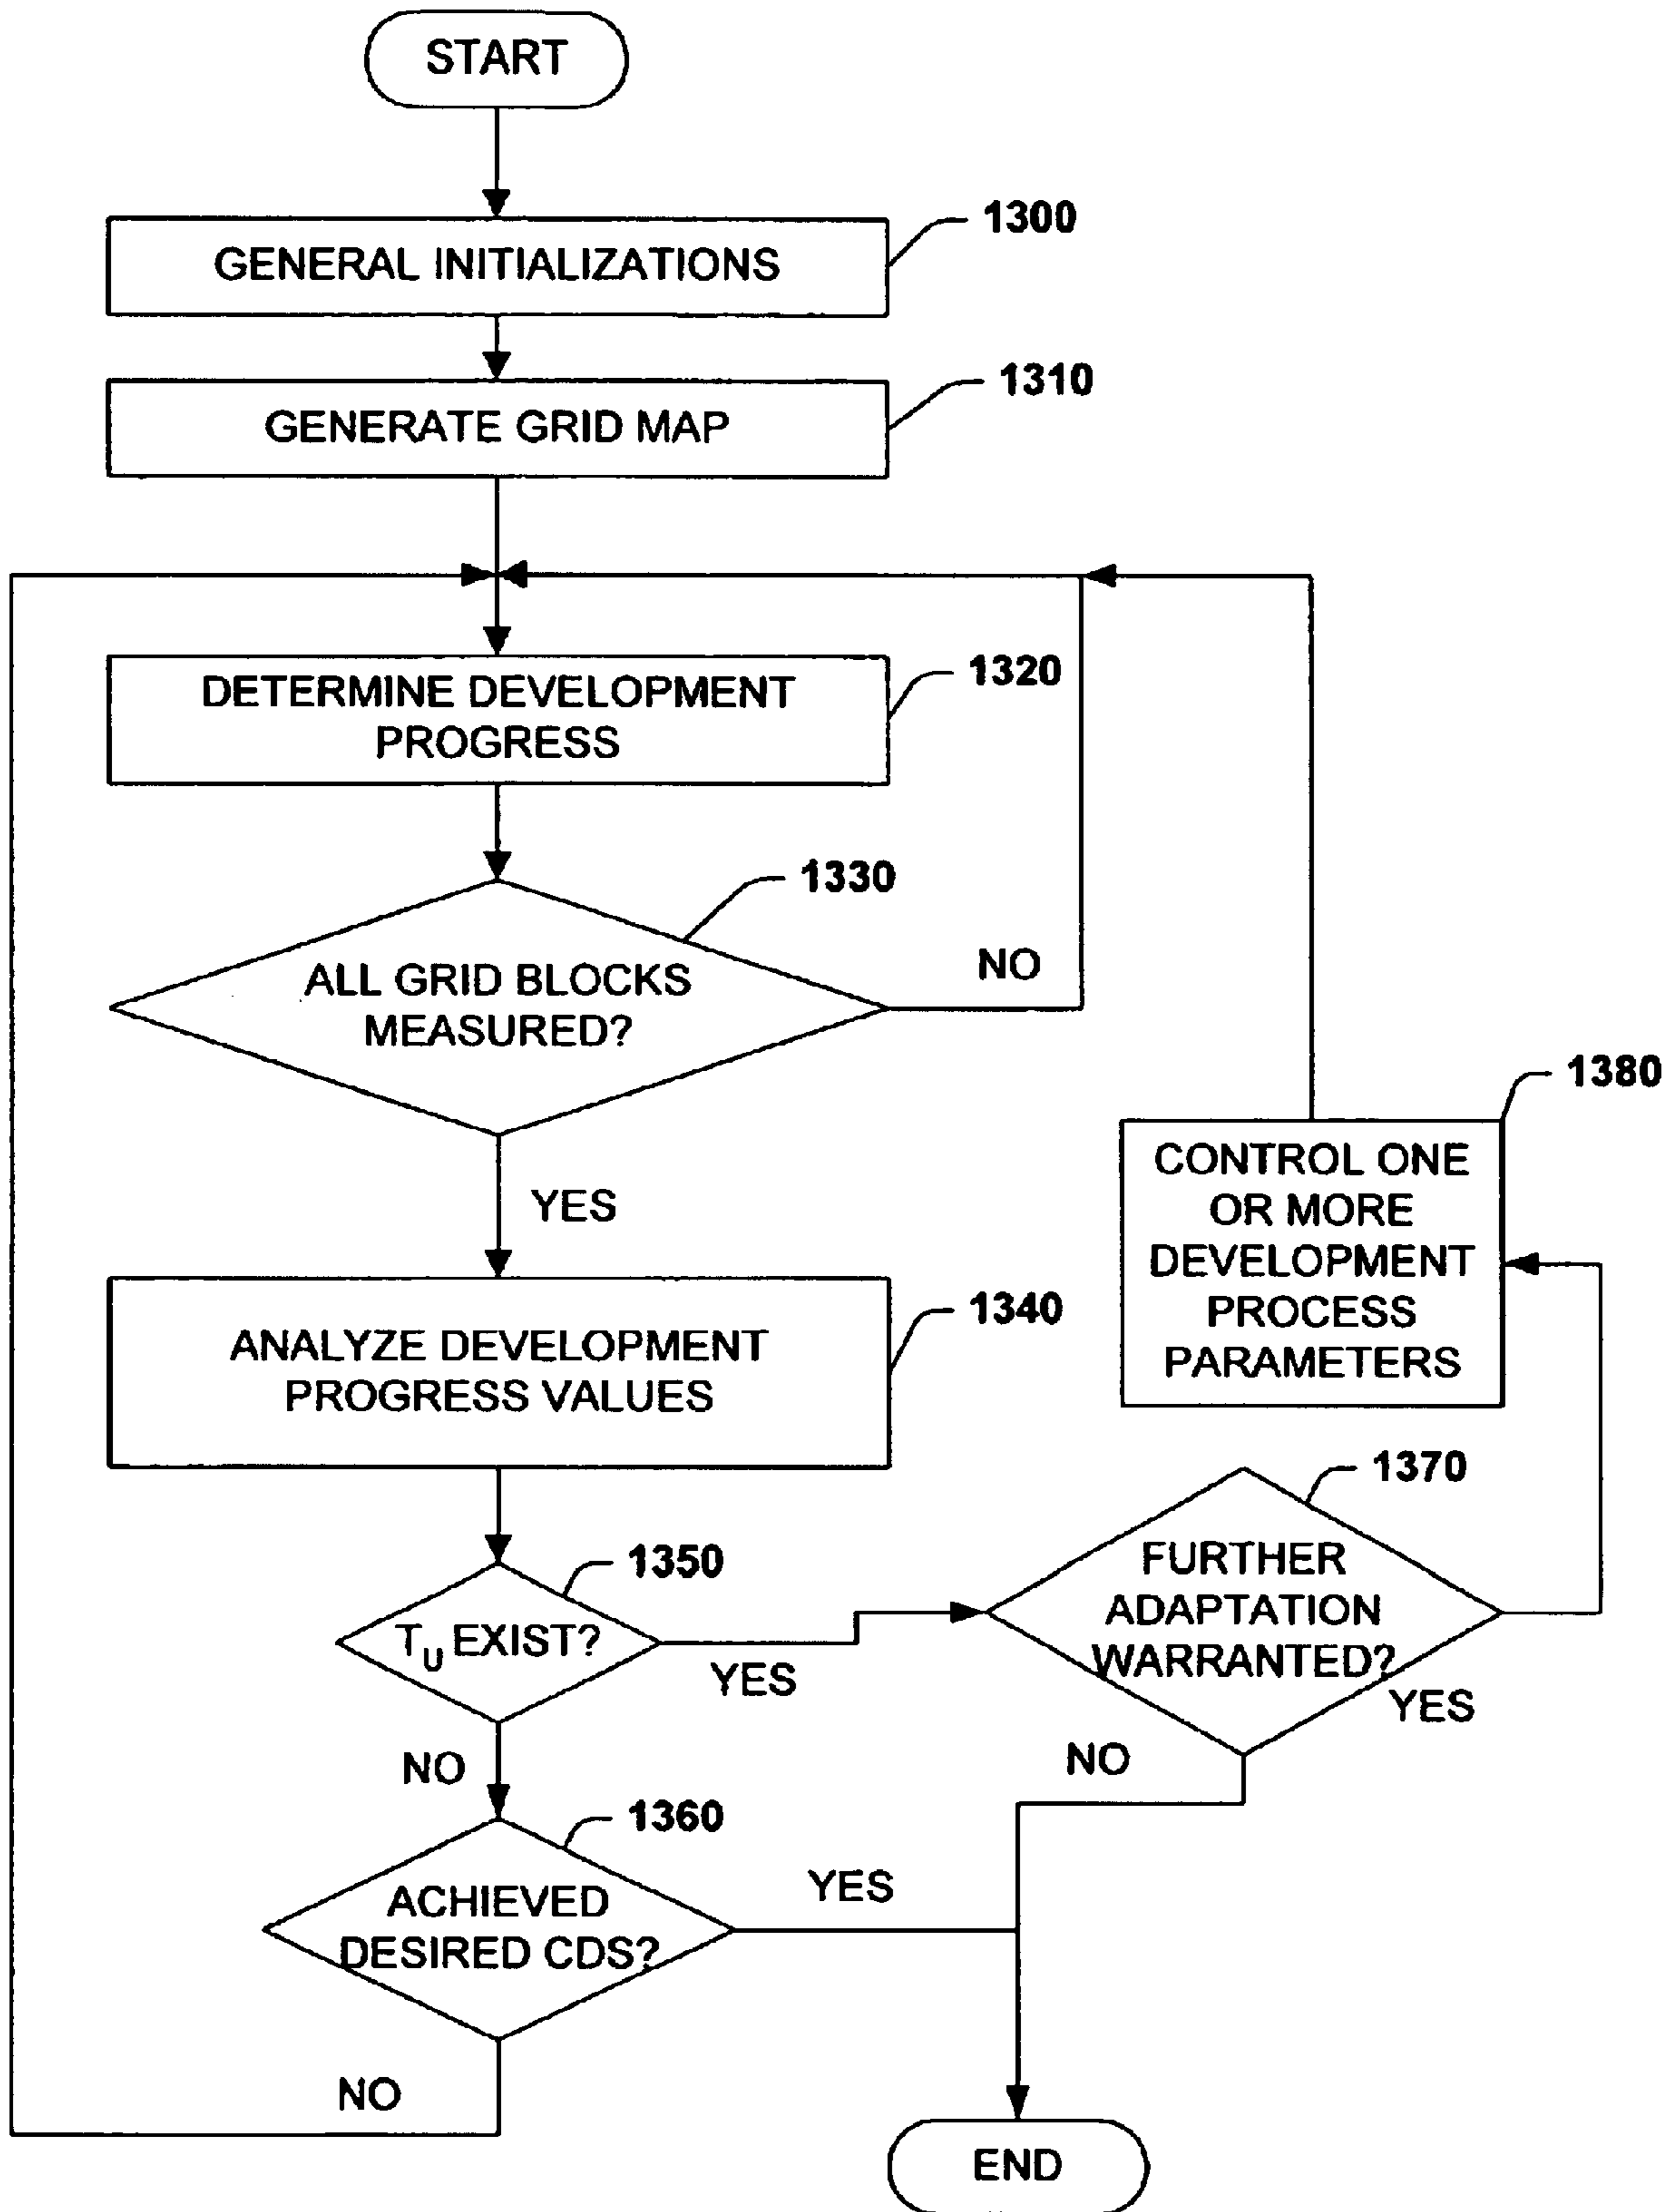 START
1300
GENERAL INITIALIZATIONS
1310
GENERATE GRID MAP
1320
DETERMINE DEVELOPMENT
PROGRESS
1330
ALL GRID BLOCKS
MEASURED?
NO
YES
1380
CONTROL ONE
OR MORE
DEVELOPMENT
PROCESS
PARAMETERS
1340
ANALYZE DEVELOPMENT
PROGRESS VALUES
1350
TU EXIST?
YES
1370
FURTHER
ADAPTATION
WARRANTED?
YES
NO
NO
1360
ACHIEVED
DESIRED CDS?
YES
NO
END